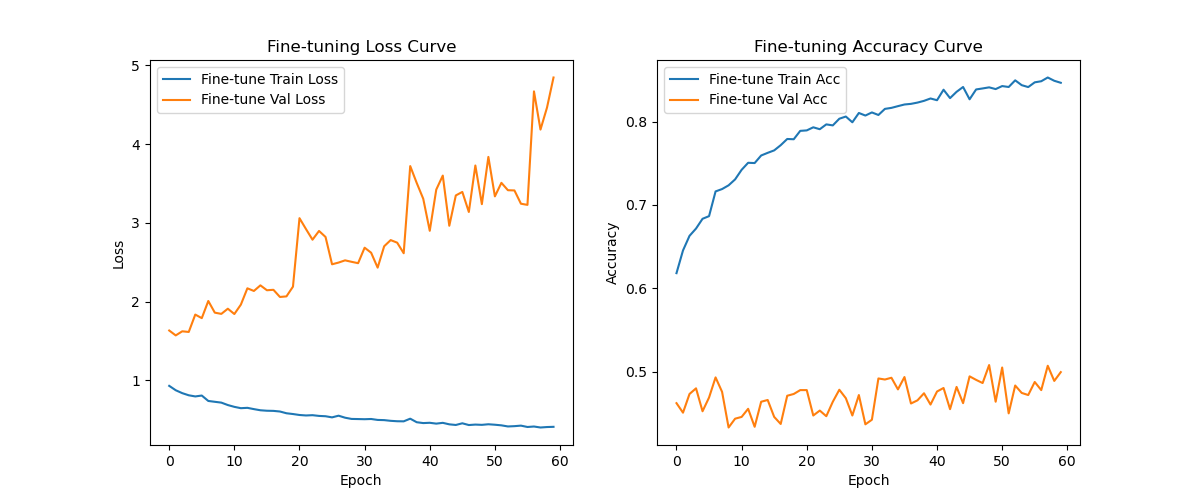 Fine-tuning Loss Curve
Fine-tune Train Loss
Fine-tune Val Loss
5
4
3
2
1
Loss
0
10
20
30
40
50
60
Epoch
Fine-tuning Accuracy Curve
Fine-tune Train Acc
Fine-tune Val Acc
0.8
0.7
0.6
0.5
Accuracy
0
10
20
30
40
50
60
Epoch